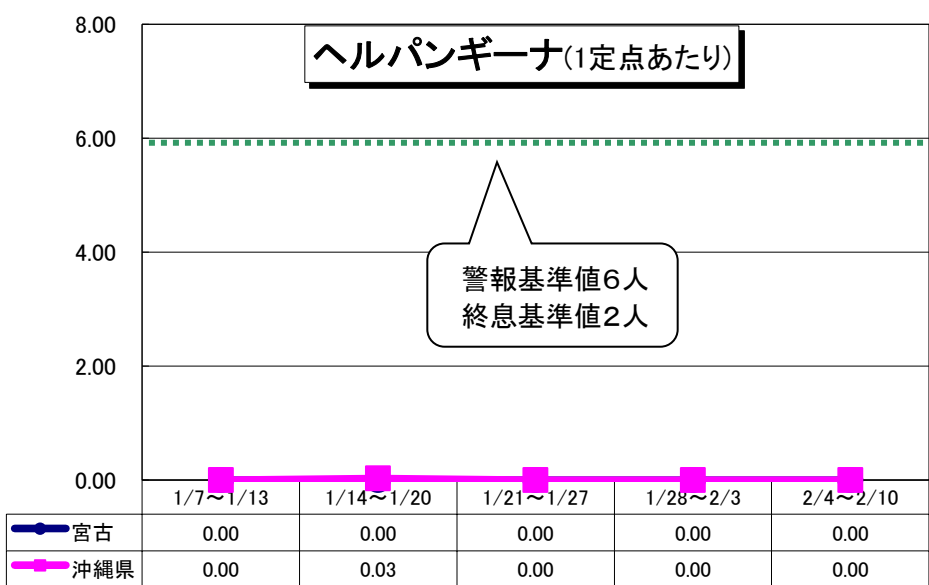 8.00
ヘルパンギーナ(1定点あたり)
6.00
警報基準値6人
終息基準値2人
4.00
2.00
0.00
1/7～1/13 1/14～1/20 1/21～1/27 1/28～2/3 2/4～2/10
宮古 0.00 0.00 0.00 0.00 0.00
沖縄県 0.00 0.03 0.00 0.00 0.00